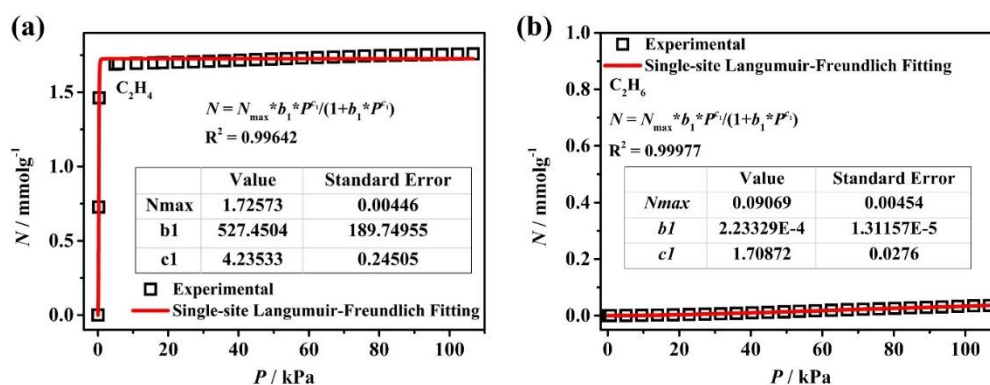 (a)
1.5
1.0
0.5
0.0
N / mmolg⁻¹
C₂H₄
N = Nmax*b₁*P^c₁/(1+b₁*P^c₁)
R² = 0.99642
Value Standard Error
Nmax 1.72573 0.00446
b1 527.4504 189.74955
c1 4.23533 0.24505
Experimental
Single-site Langumuir-Freundlich Fitting
0 20 40 60 80 100
P / kPa
(b)
1.0
0.8
0.6
0.4
0.2
0.0
N / mmolg⁻¹
Experimental
Single-site Langumuir-Freundlich Fitting
C₂H₆
N = Nmax*b₁*P^c₁/(1+b₁*P^c₁)
R² = 0.99977
Value Standard Error
Nmax 0.09069 0.00454
b1 2.23329E-4 1.31157E-5
c1 1.70872 0.0276
0 20 40 60 80 100
P / kPa